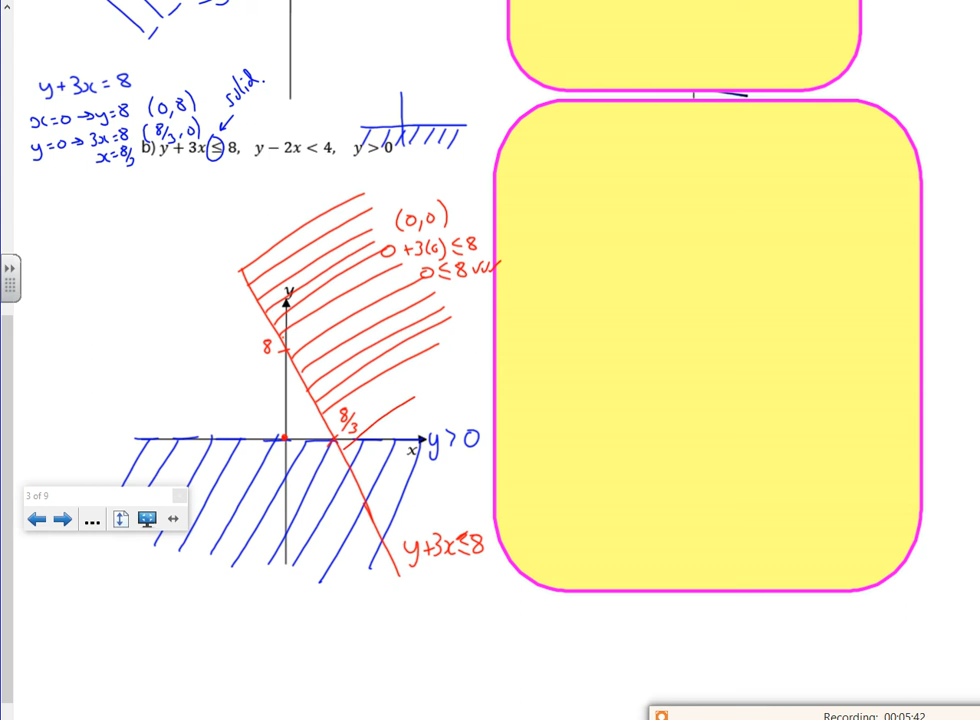 y+3x=8
solid.
x=0 → y=8 (0,8)
y=0 → 3x=8 (8/3,0)
x=8/3
b) y + 3x ≤ 8, y − 2x < 4, y > 0
(0,0)
0+3(0)≤8
0≤8
y
8
8/3
x
y>0
3 of 9
...
y+3x≤8
Recording: 00:05:42